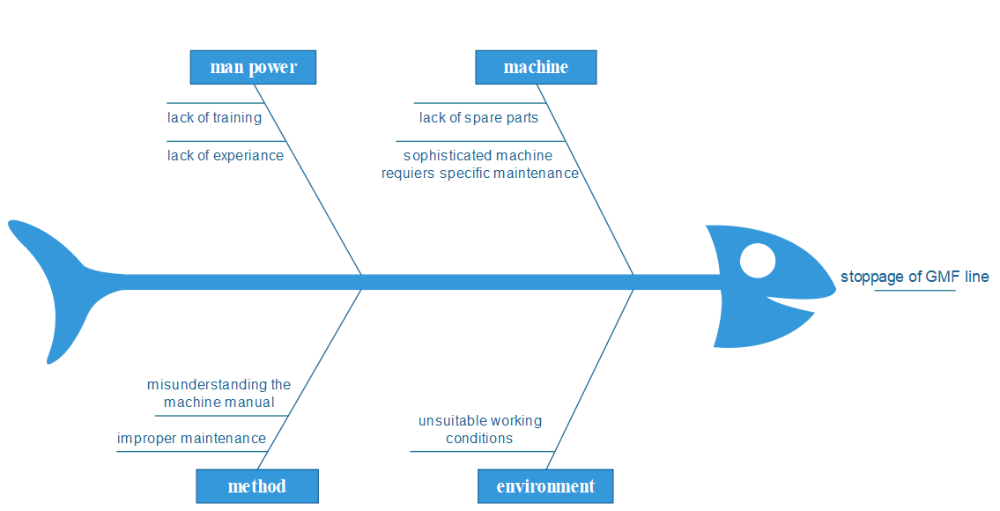 man power
machine
lack of training
lack of spare parts
lack of experiance
sophisticated machine
requiers specific maintenance
stoppage of GMF line
misunderstanding the
machine manual
improper maintenance
unsuitable working
conditions
method
environment